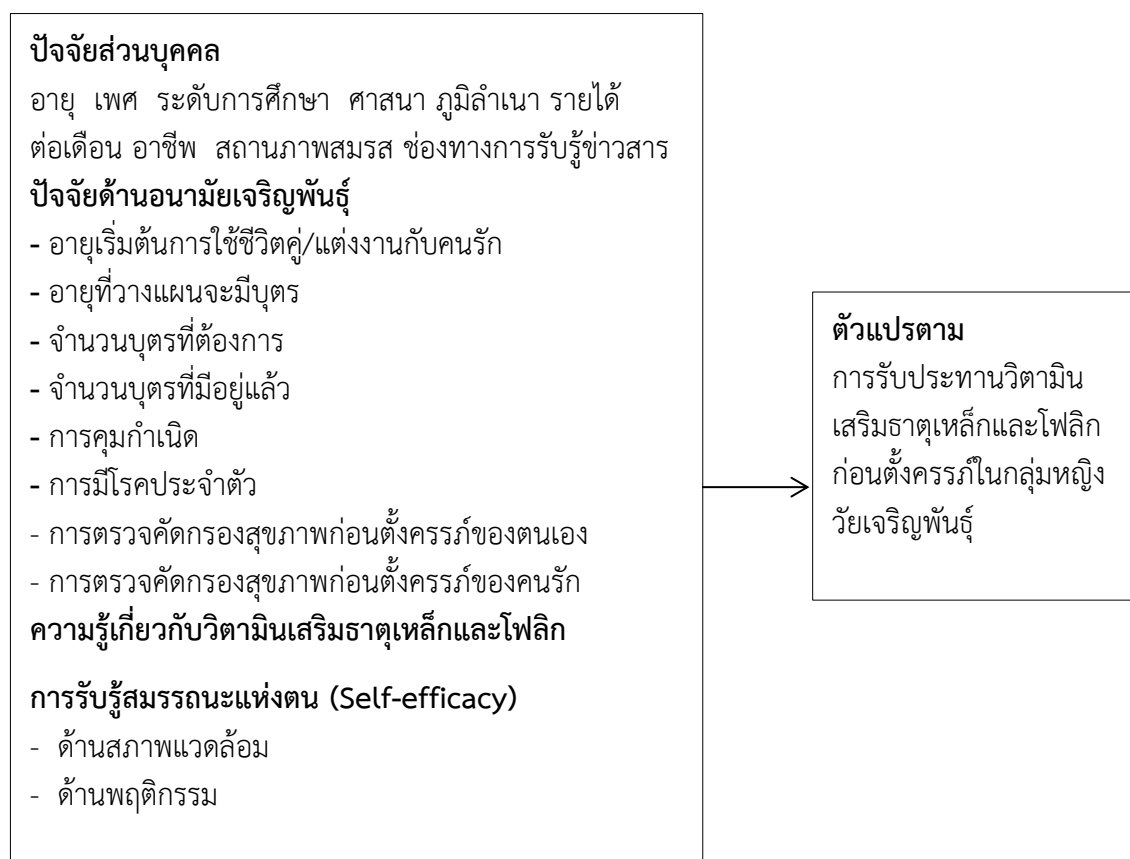 ปัจจัยส่วนบุคคล
อายุ เพศ ระดับการศึกษา ศาสนา ภูมิลำเนา รายได้
ต่อเดือน อาชีพ สถานภาพสมรส ช่องทางการรับรู้ข่าวสาร
ปัจจัยด้านอนามัยเจริญพันธุ์
- อายุเริ่มต้นการใช้ชีวิตคู่/แต่งงานกับคนรัก
- อายุที่วางแผนจะมีบุตร
- จำนวนบุตรที่ต้องการ
- จำนวนบุตรที่มีอยู่แล้ว
- การคุมกำเนิด
- การมีโรคประจำตัว
- การตรวจคัดกรองสุขภาพก่อนตั้งครรภ์ของตนเอง
- การตรวจคัดกรองสุขภาพก่อนตั้งครรภ์ของคนรัก
ความรู้เกี่ยวกับวิตามินเสริมธาตุเหล็กและโฟลิก
การรับรู้สมรรถนะแห่งตน (Self-efficacy)
- ด้านสภาพแวดล้อม
- ด้านพฤติกรรม
ตัวแปรตาม
การรับประทานวิตามิน
เสริมธาตุเหล็กและโฟลิก
ก่อนตั้งครรภ์ในกลุ่มหญิง
วัยเจริญพันธุ์